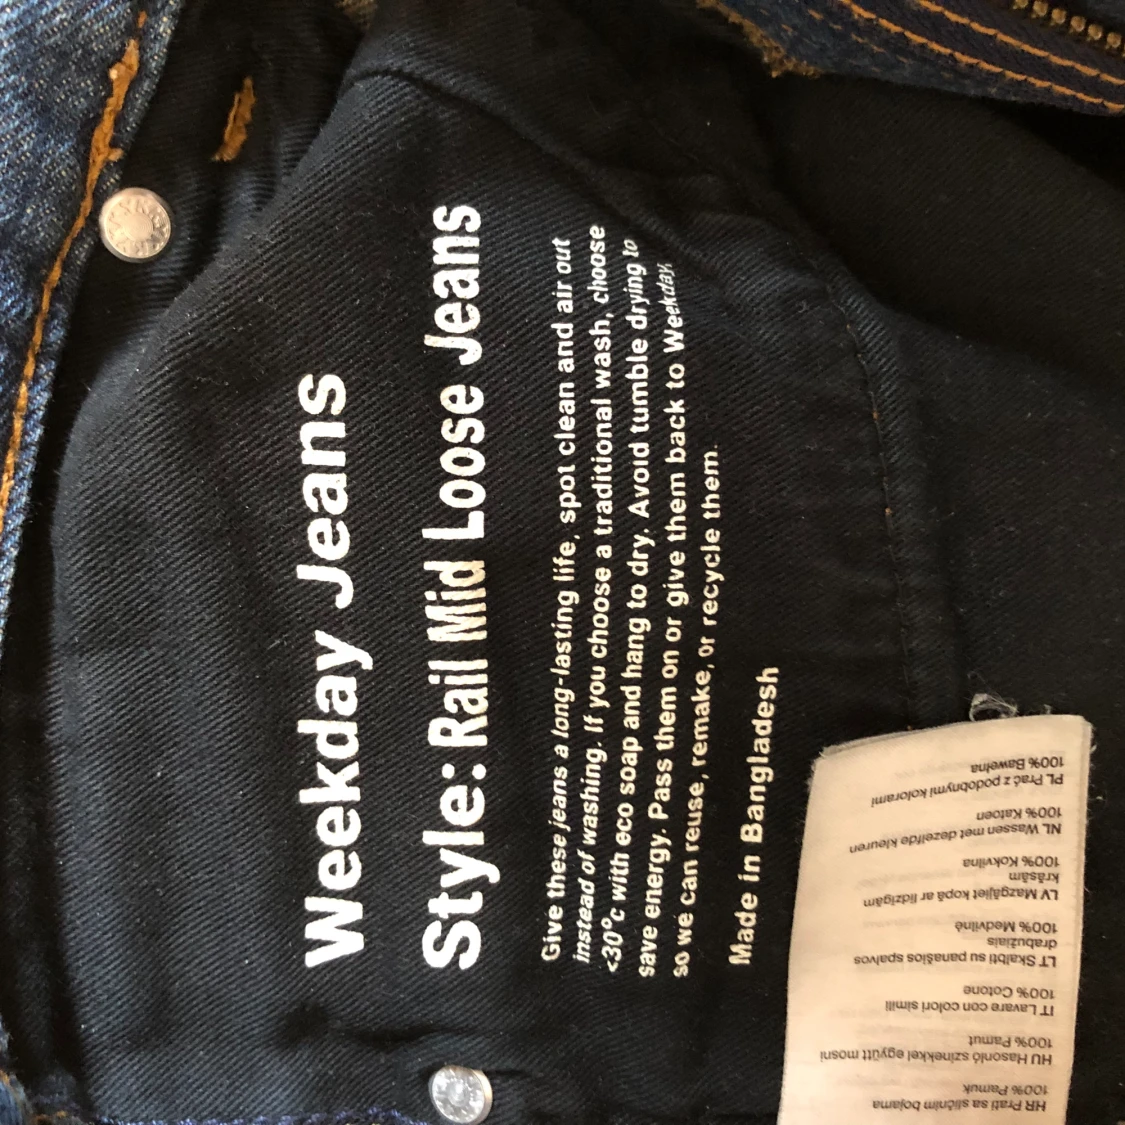 Weekday Jeans
Style: Rail Mid Loose Jeans
Give these jeans a long-lasting life, spot clean and air out
instead of washing. If you choose a traditional wash, choose
<30°c with eco soap and hang to dry. Avoid tumble drying to
save energy. Pass them on or give them back to Weekday,
so we can reuse, remake, or recycle them.
Made in Bangladesh
HR Prati sa sličnim bojama
100% Pamuk
HU Hasonló színekkel együtt mosni
100% Pamut
IT Lavare con colori simili
100% Cotone
LT Skalbti su panašios spalvos
drabužiais
100% Medvilnė
LV Mazgājiet kopā ar līdzīgām
krāsām
100% Kokvilna
NL Wassen met dezelfde kleuren
100% Katoen
PL Prać z podobnymi kolorami
100% Bawełna